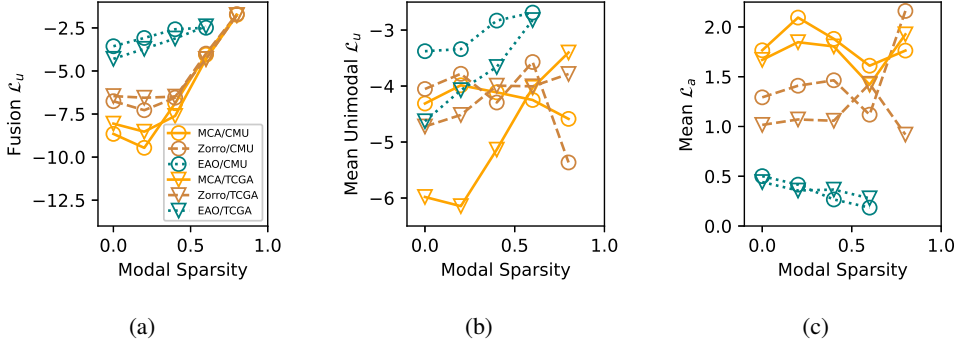 Fusion ℒu
−2.5
−5.0
−7.5
−10.0
−12.5
MCA/CMU
Zorro/CMU
EAO/CMU
MCA/TCGA
Zorro/TCGA
EAO/TCGA
0.0 0.5 1.0
Modal Sparsity
(a)
Mean Unimodal ℒu
−3
−4
−5
−6
0.0 0.5 1.0
Modal Sparsity
(b)
Mean ℒa
2.0
1.5
1.0
0.5
0.0
0.0 0.5 1.0
Modal Sparsity
(c)